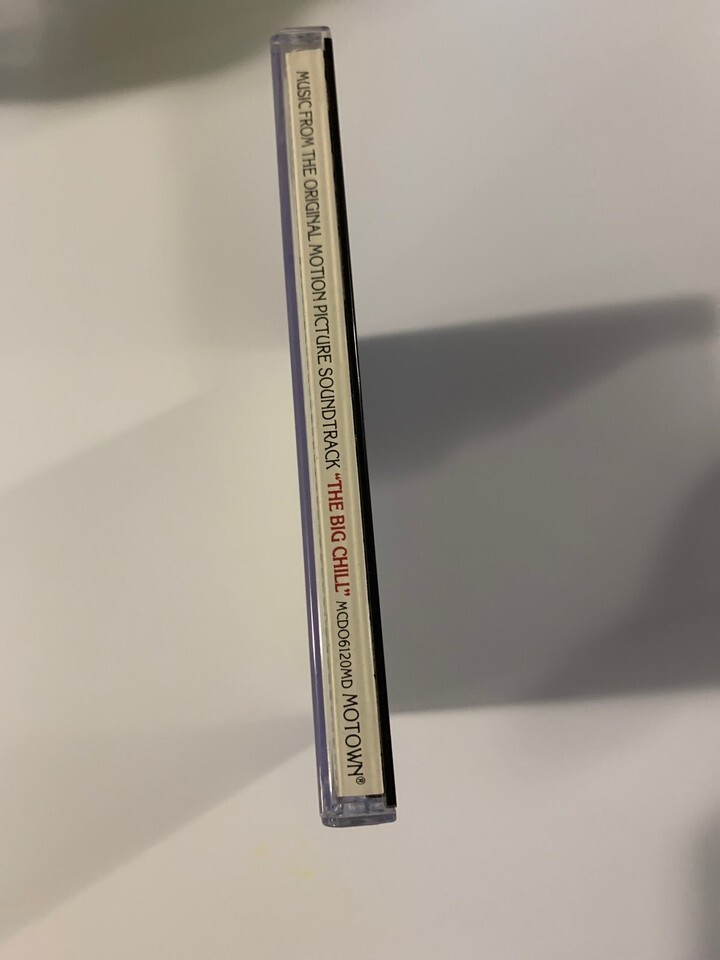 MUSIC FROM THE ORIGINAL MOTION PICTURE SOUNDTRACK "THE BIG CHILL" MCD06120MD MOTOWN®